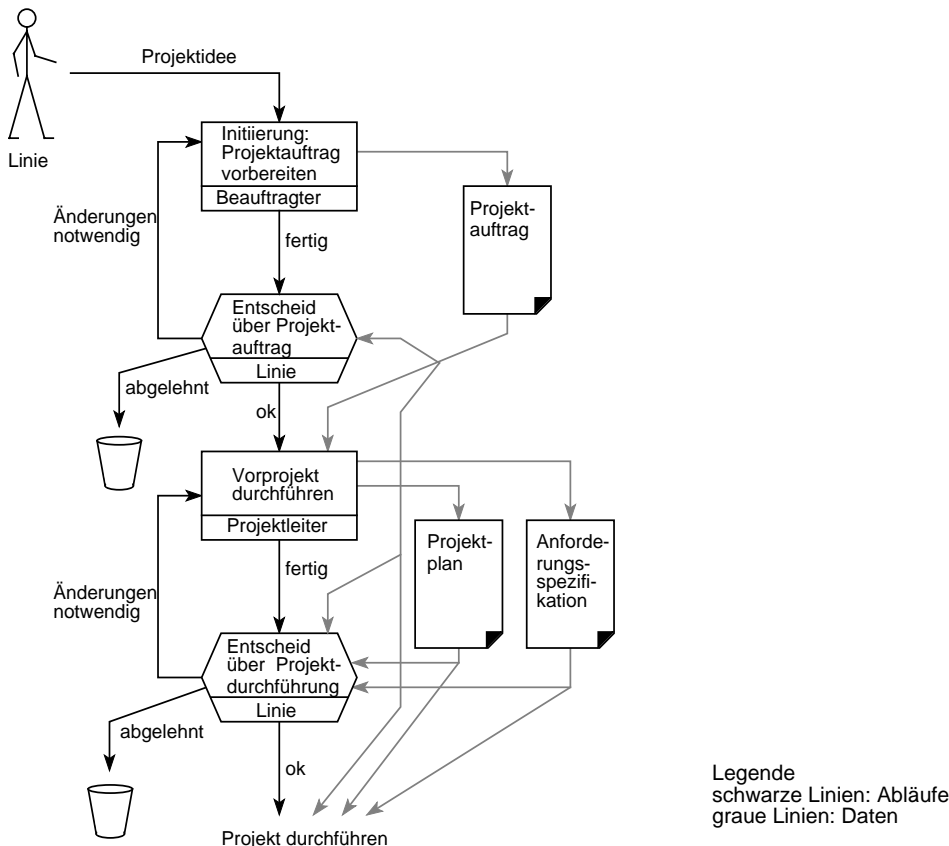 Projektidee
Linie
Initiierung:
Projektauftrag
vorbereiten
Beauftragter
Projekt-
auftrag
Änderungen
notwendig
fertig
Entscheid
über Projekt-
auftrag
Linie
abgelehnt
ok
Vorprojekt
durchführen
Projektleiter
Projekt-
plan
Anforde-
rungs-
spezifi-
kation
fertig
Änderungen
notwendig
Entscheid
über Projekt-
durchführung
Linie
abgelehnt
ok
Projekt durchführen
Legende
schwarze Linien: Abläufe
graue Linien: Daten